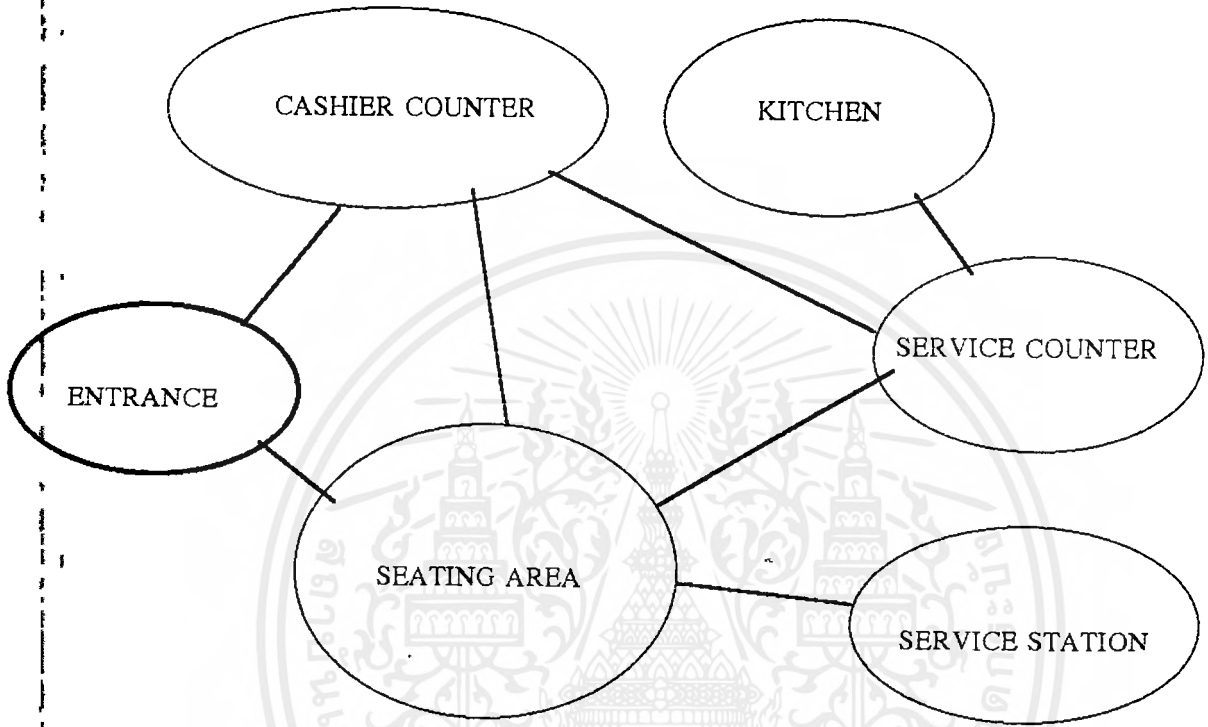 CASHIER COUNTER
KITCHEN
SERVICE COUNTER
ENTRANCE
SEATING AREA
SERVICE STATION